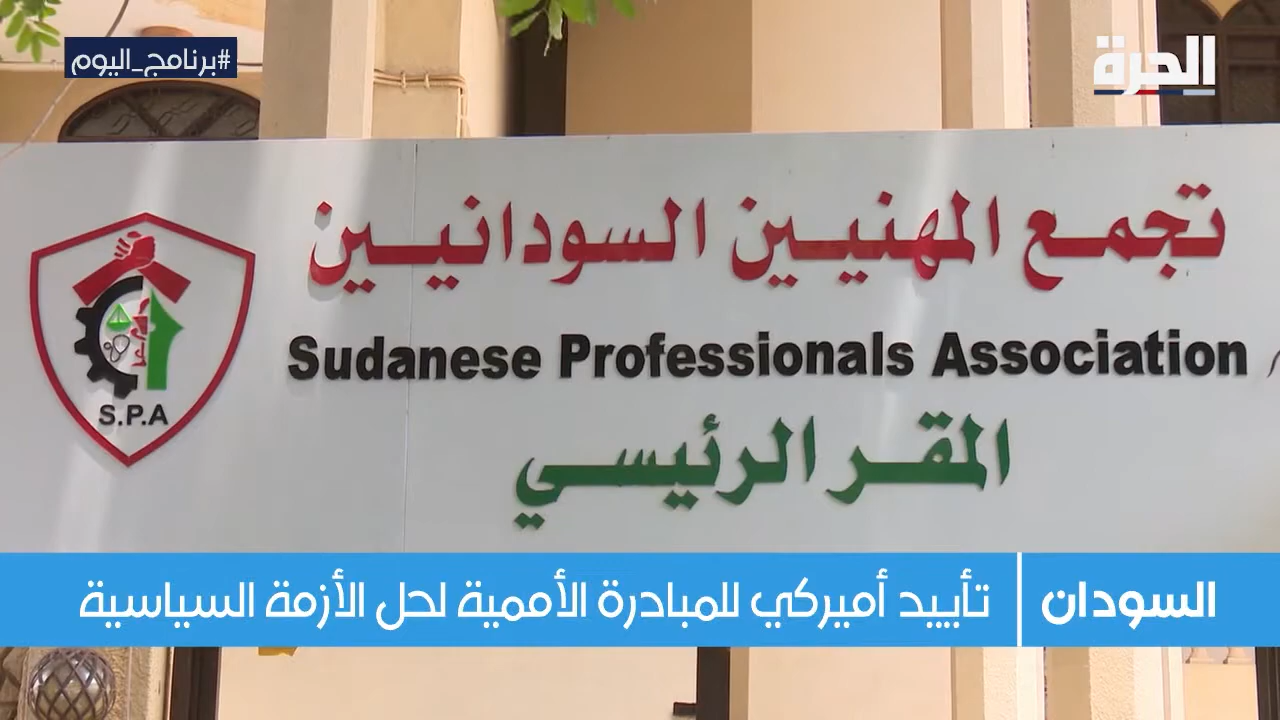 #برنامج_اليوم
الحرة
تجمع المهنيين السودانيين
Sudanese Professionals Association
المقر الرئيسي
S.P.A
السودان | تأييد أميركي للمبادرة الأممية لحل الأزمة السياسية